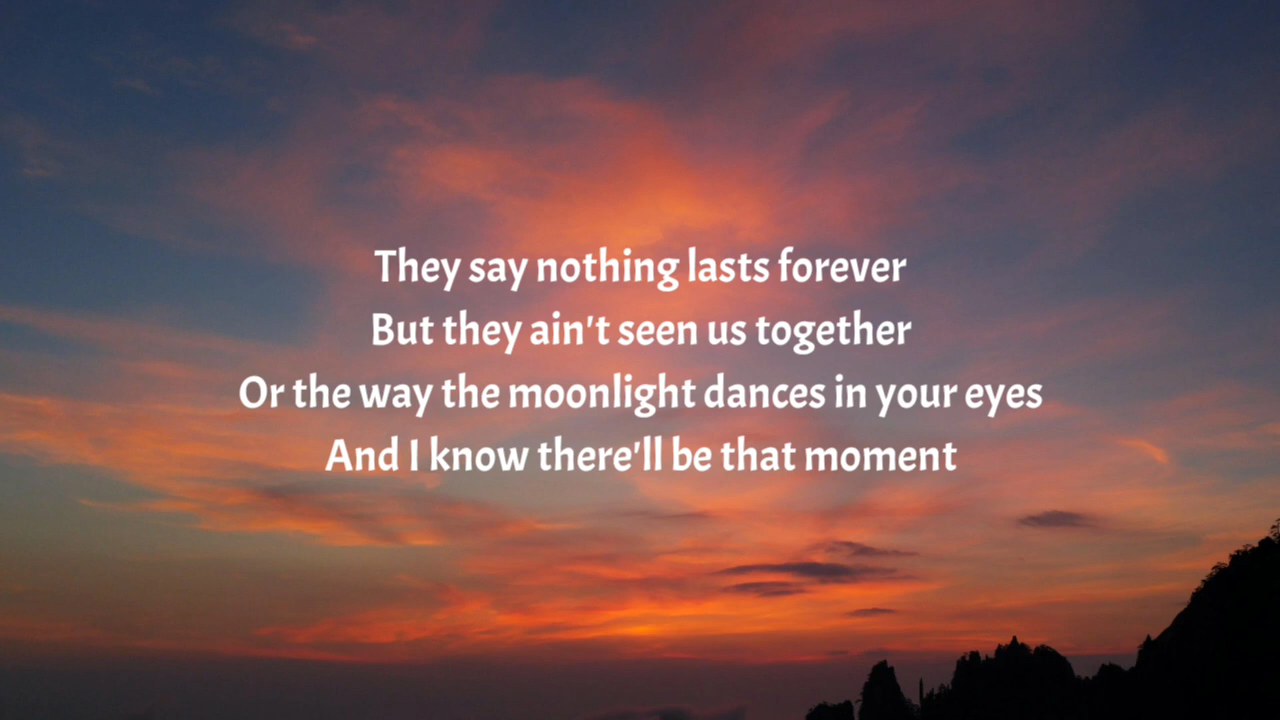 They say nothing lasts forever
But they ain't seen us together
Or the way the moonlight dances in your eyes
And I know there'll be that moment